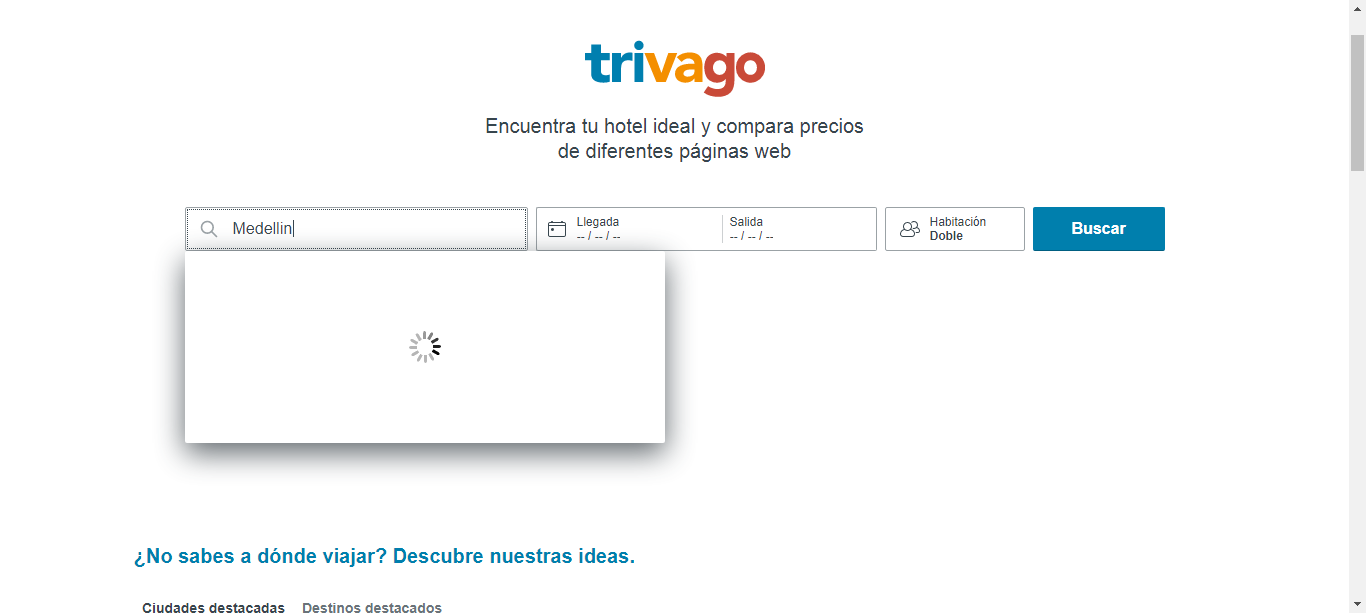 trivago
Encuentra tu hotel ideal y compara precios
de diferentes páginas web
Medellin
Llegada
-- / -- / --
Salida
-- / -- / --
Habitación
Doble
Buscar
¿No sabes a dónde viajar? Descubre nuestras ideas.
Ciudades destacadas
Destinos destacados